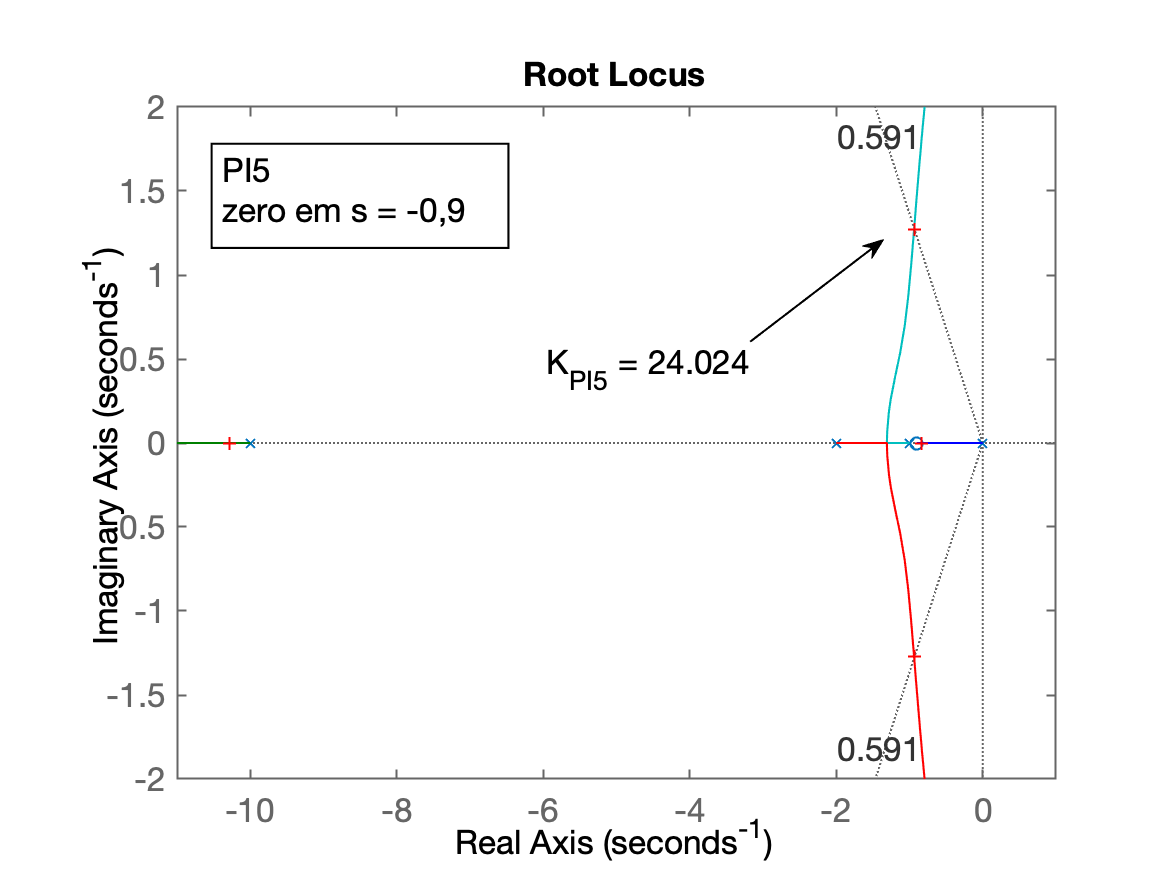 Root Locus
2
1.5
1
0.5
0
0.5
-1
-1.5
-2
Imaginary Axis (seconds-1)
PI5
zero em s = -0,9
0.591
KPI5 = 24.024
0.591
-10
-8
-6
-4
-2
0
Real Axis (seconds-1)